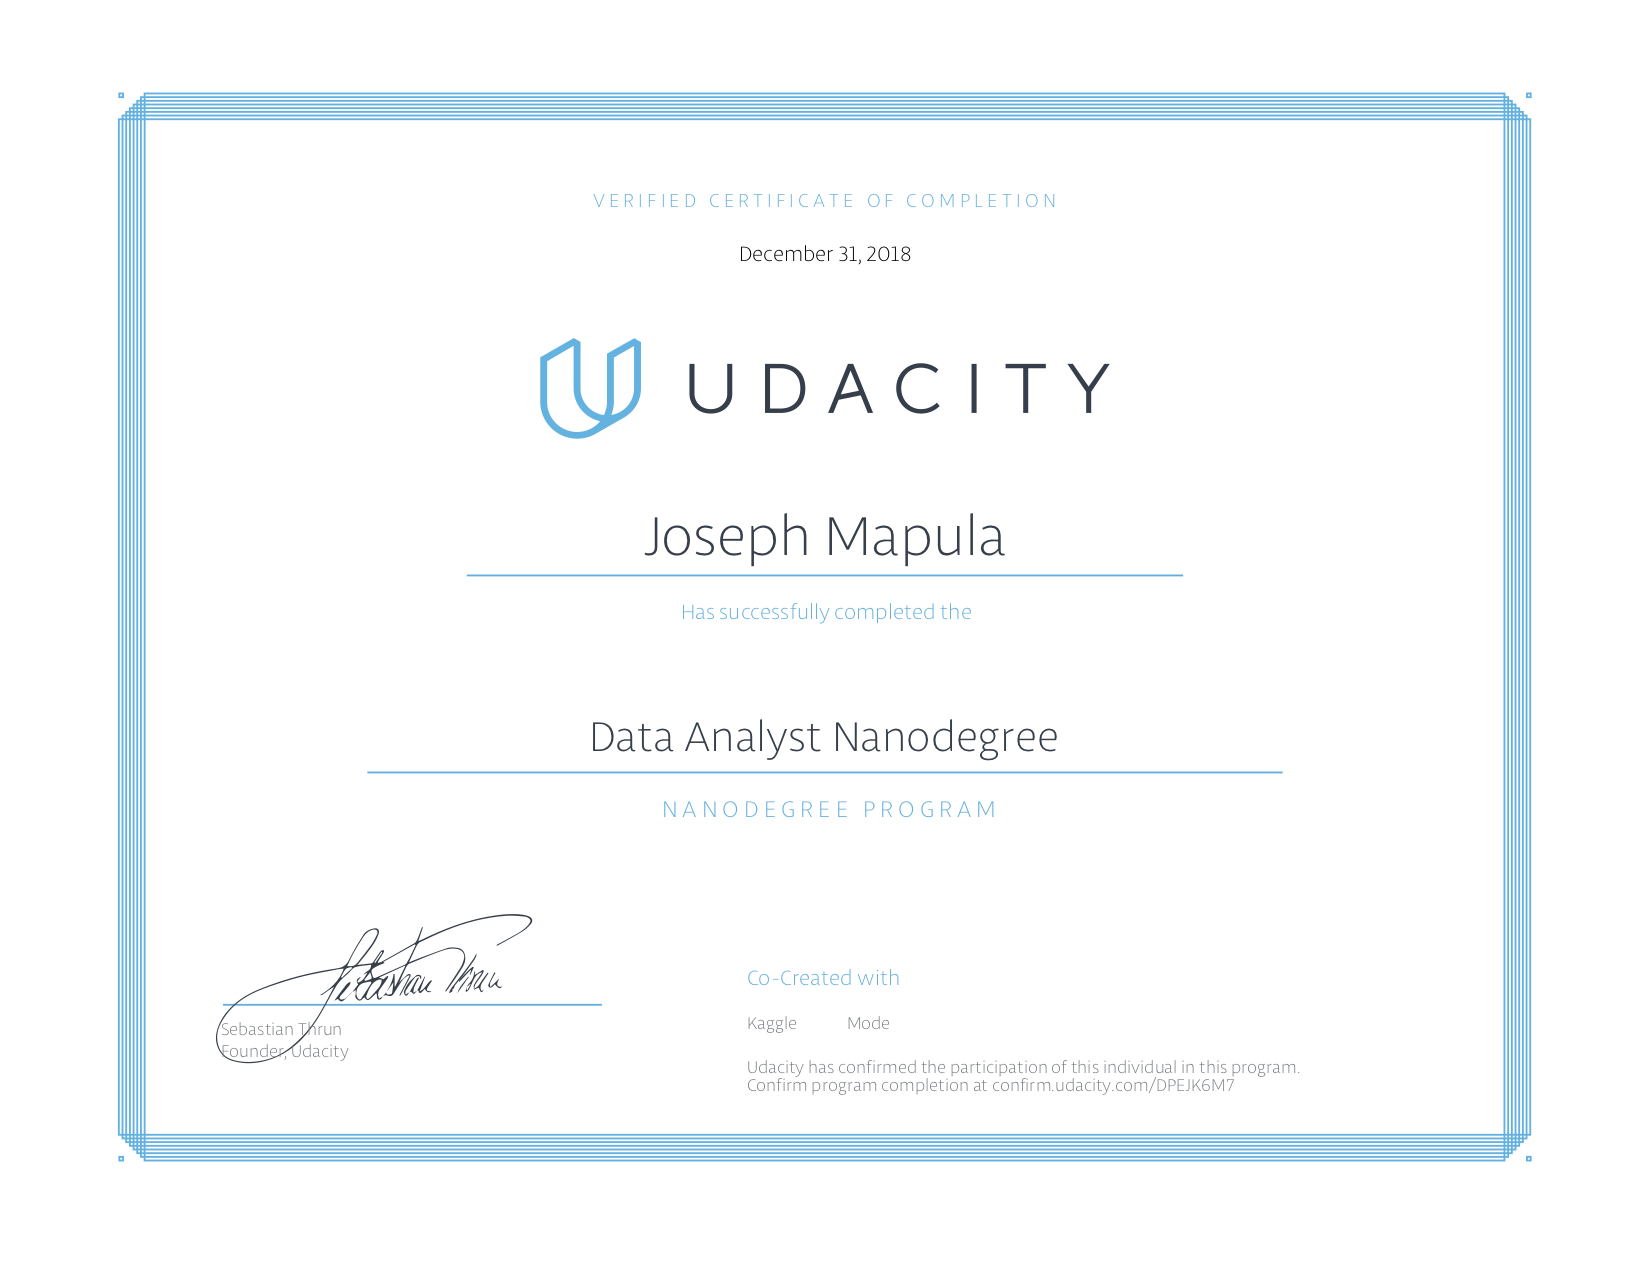 VERIFIED CERTIFICATE OF COMPLETION
December 31, 2018
UDACITY
Joseph Mapula
Has successfully completed the
Data Analyst Nanodegree
NANODEGREE PROGRAM
Sebastian Thrun
Sebastian Thrun
Founder, Udacity
Co-Created with
Kaggle Mode
Udacity has confirmed the participation of this individual in this program.
Confirm program completion at confirm.udacity.com/DPEJK6M7